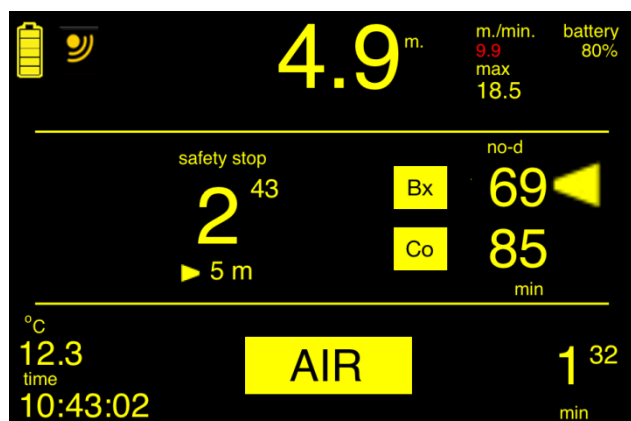 4.9 m.
m./min.
9.9
max
18.5
battery
80%
safety stop
2 43
5 m
no-d
Bx 69
Co 85
min
°C
12.3
time
10:43:02
AIR
1 32
min